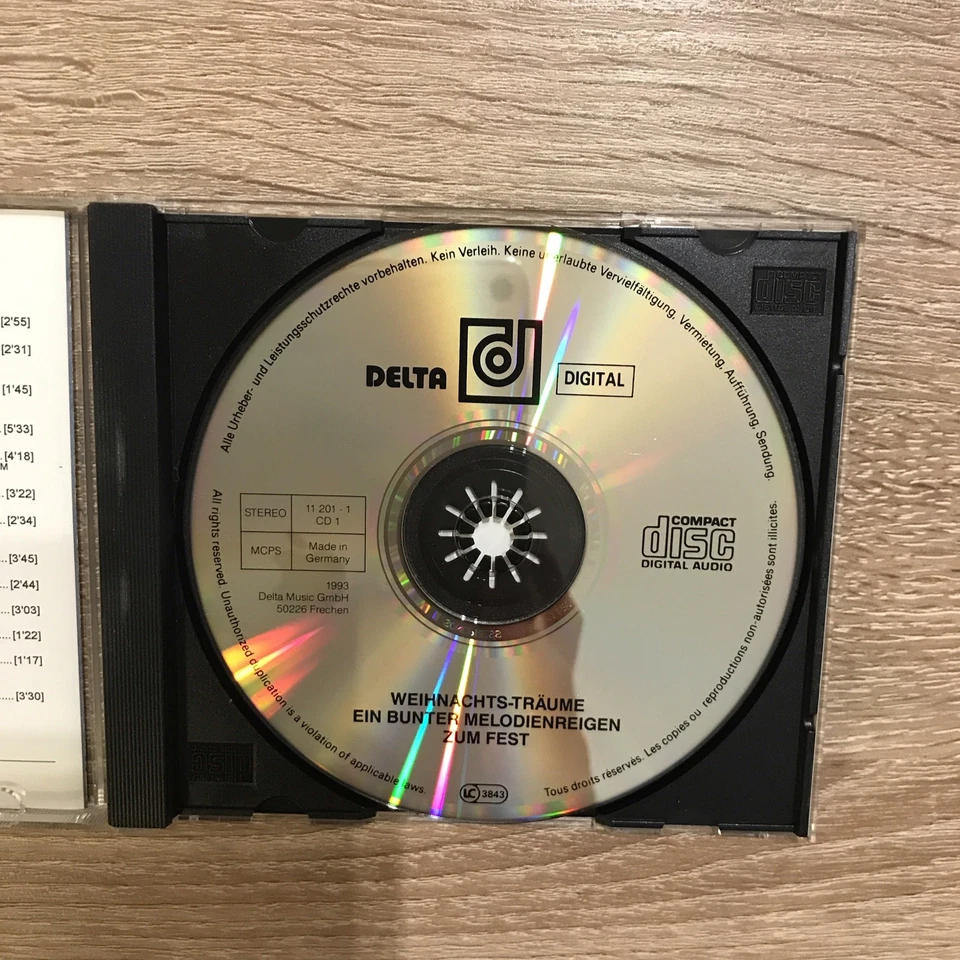 [2'55]
[2'31]
[1'45]
[5'33]
[4'18]
M
[3'22]
[2'34]
[3'45]
[2'44]
[3'03]
[1'22]
[1'17]
[3'30]
Alle Urheber- und Leistungsschutzrechte vorbehalten. Kein Verleih. Keine unerlaubte Vervielfältigung, Vermietung, Aufführung, Sendung.
DELTA
d
DIGITAL
STEREO
11 201 - 1
CD 1
MCPS
Made in
Germany
1993
Delta Music GmbH
50226 Frechen
COMPACT
disc
DIGITAL AUDIO
WEIHNACHTS-TRÄUME
EIN BUNTER MELODIENREIGEN
ZUM FEST
LC 3843
All rights reserved. Unauthorized duplication is a violation of applicable laws.
Tous droits réservés. Les copies ou reproductions non-autorisées sont illicites.
disc
disc